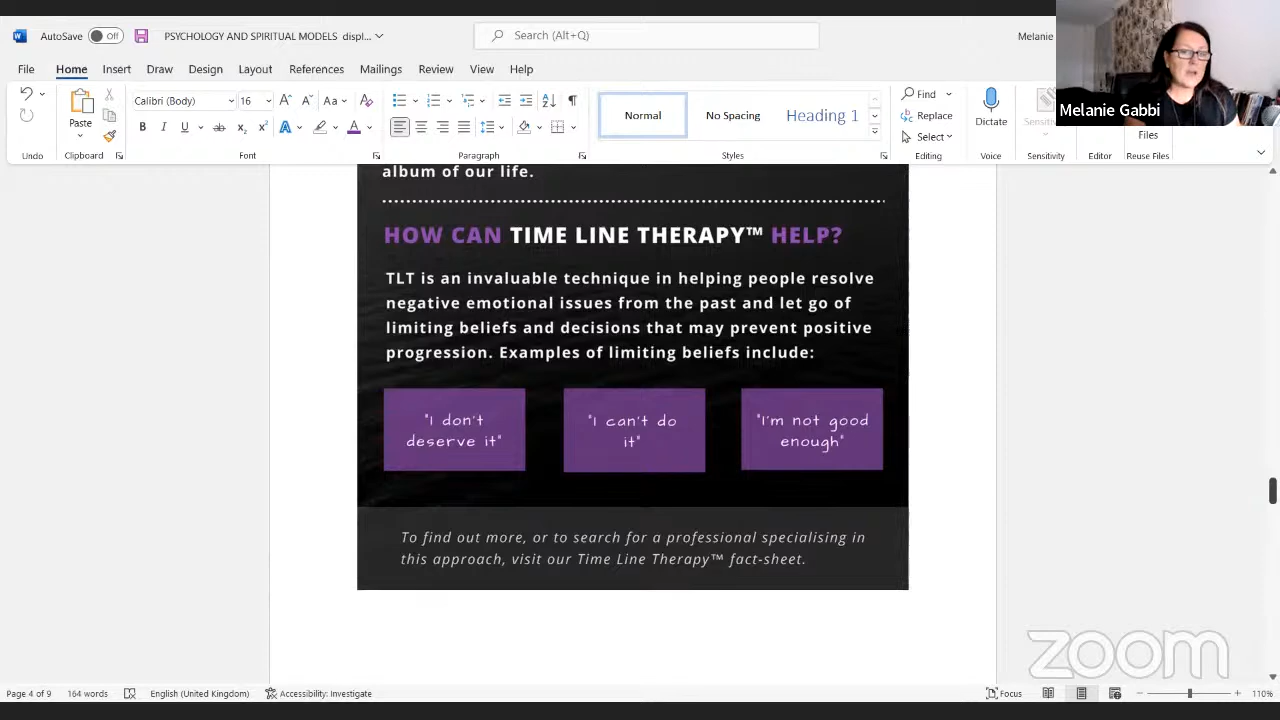 AutoSave Off PSYCHOLOGY AND SPIRITUAL MODELS displ... Search (Alt+Q) Melanie
File Home Insert Draw Design Layout References Mailings Review View Help
Melanie Gabbi
Calibri (Body) 16 Aa
Paste
Normal No Spacing Heading 1
Find
Replace
Select
Dictate
Files
Undo Clipboard Font Paragraph Styles Editing Voice Sensitivity Editor Reuse Files
album of our life.
HOW CAN TIME LINE THERAPY™ HELP?
TLT is an invaluable technique in helping people resolve
negative emotional issues from the past and let go of
limiting beliefs and decisions that may prevent positive
progression. Examples of limiting beliefs include:
"I don't
deserve it"
"I can't do
it"
"I'm not good
enough"
To find out more, or to search for a professional specialising in
this approach, visit our Time Line Therapy™ fact-sheet.
zoom
Page 4 of 9 164 words English (United Kingdom) Accessibility: Investigate Focus 110%